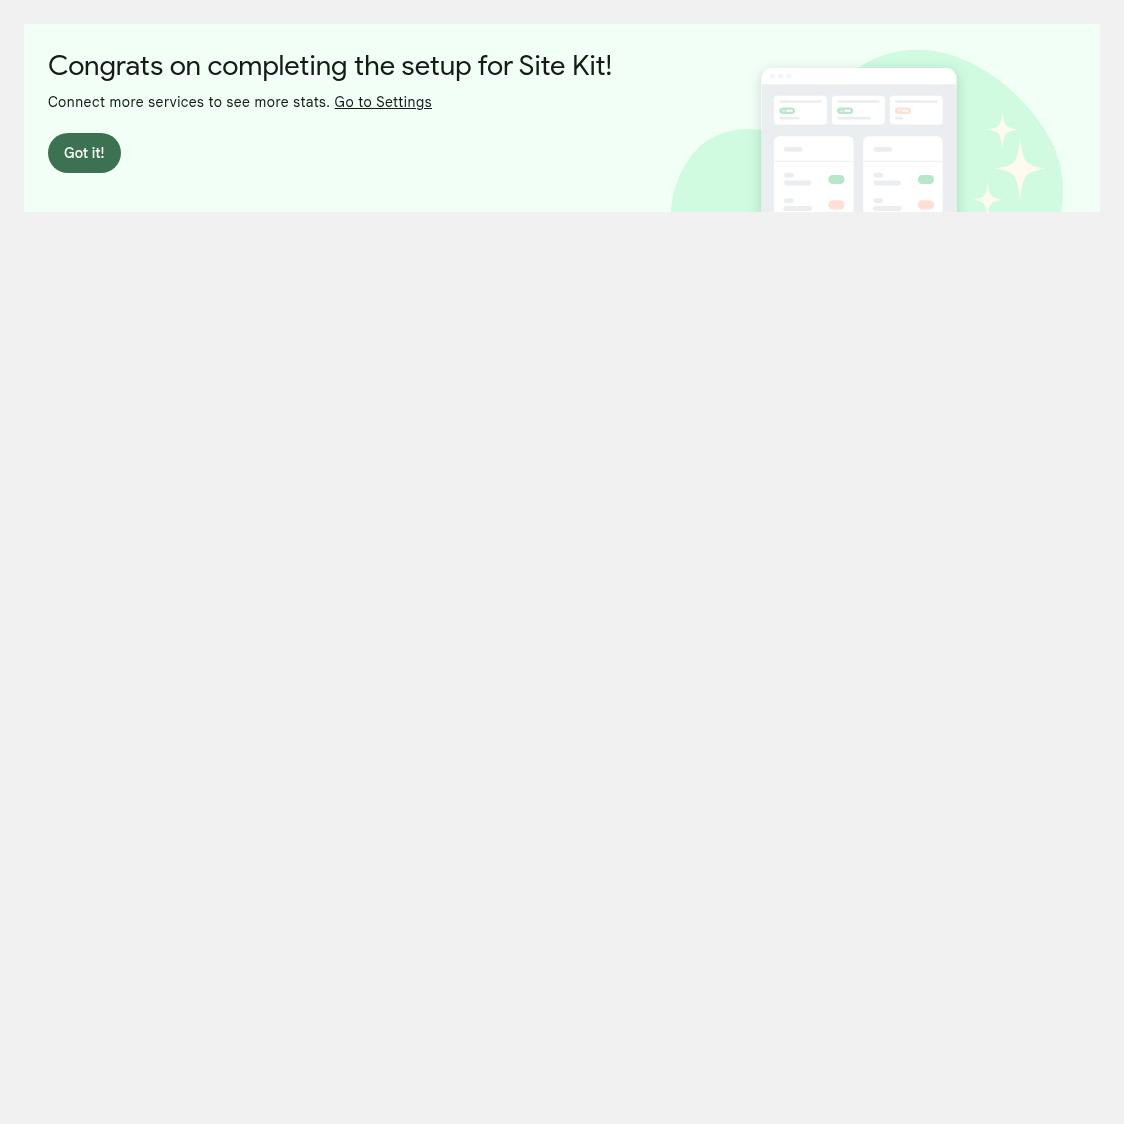 Congrats on completing the setup for Site Kit!
Connect more services to see more stats. Go to Settings
Got it!